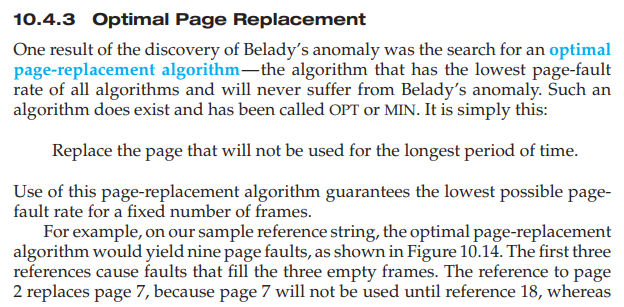 10.4.3 Optimal Page Replacement
One result of the discovery of Belady's anomaly was the search for an optimal
page-replacement algorithm—the algorithm that has the lowest page-fault
rate of all algorithms and will never suffer from Belady's anomaly. Such an
algorithm does exist and has been called OPT or MIN. It is simply this:
Replace the page that will not be used for the longest period of time.
Use of this page-replacement algorithm guarantees the lowest possible page-
fault rate for a fixed number of frames.
For example, on our sample reference string, the optimal page-replacement
algorithm would yield nine page faults, as shown in Figure 10.14. The first three
references cause faults that fill the three empty frames. The reference to page
2 replaces page 7, because page 7 will not be used until reference 18, whereas